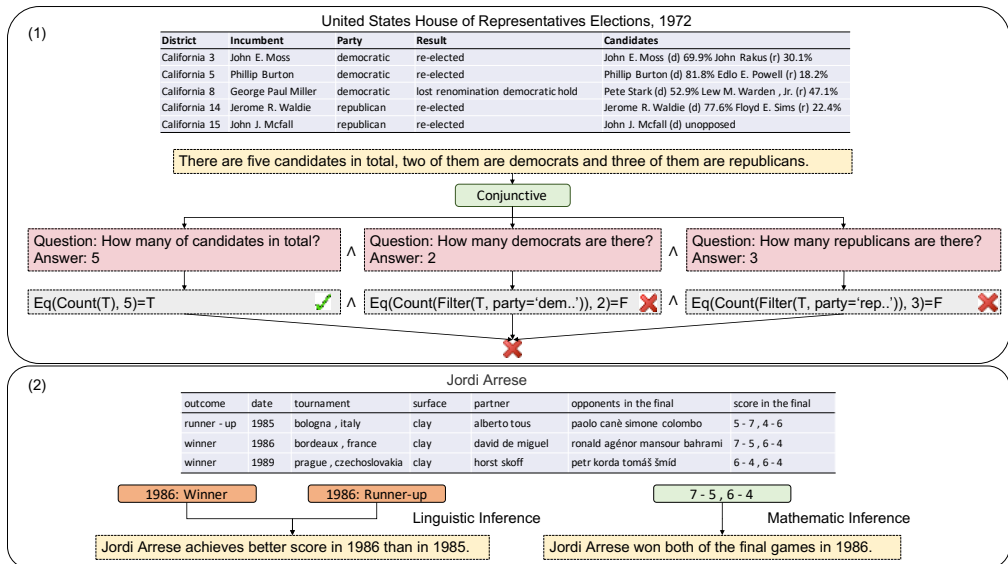 (1)
United States House of Representatives Elections, 1972
District Incumbent Party Result Candidates
California 3 John E. Moss democratic re-elected John E. Moss (d) 69.9% John Rakus (r) 30.1%
California 5 Phillip Burton democratic re-elected Phillip Burton (d) 81.8% Edlo E. Powell (r) 18.2%
California 8 George Paul Miller democratic lost renomination democratic hold Pete Stark (d) 52.9% Lew M. Warden , Jr. (r) 47.1%
California 14 Jerome R. Waldie republican re-elected Jerome R. Waldie (d) 77.6% Floyd E. Sims (r) 22.4%
California 15 John J. Mcfall republican re-elected John J. Mcfall (d) unopposed
There are five candidates in total, two of them are democrats and three of them are republicans.
Conjunctive
Question: How many of candidates in total?
Answer: 5
∧
Question: How many democrats are there?
Answer: 2
∧
Question: How many republicans are there?
Answer: 3
Eq(Count(T), 5)=T
∧
Eq(Count(Filter(T, party=‘dem..’)), 2)=F
∧
Eq(Count(Filter(T, party=‘rep..’)), 3)=F
(2)
Jordi Arrese
outcome date tournament surface partner opponents in the final score in the final
runner - up 1985 bologna , italy clay alberto tous paolo canè simone colombo 5 - 7 , 4 - 6
winner 1986 bordeaux , france clay david de miguel ronald agénor mansour bahrami 7 - 5 , 6 - 4
winner 1989 prague , czechoslovakia clay horst skoff petr korda tomáš šmíd 6 - 4 , 6 - 4
1986: Winner
1986: Runner-up
7 - 5 , 6 - 4
Linguistic Inference
Mathematic Inference
Jordi Arrese achieves better score in 1986 than in 1985.
Jordi Arrese won both of the final games in 1986.